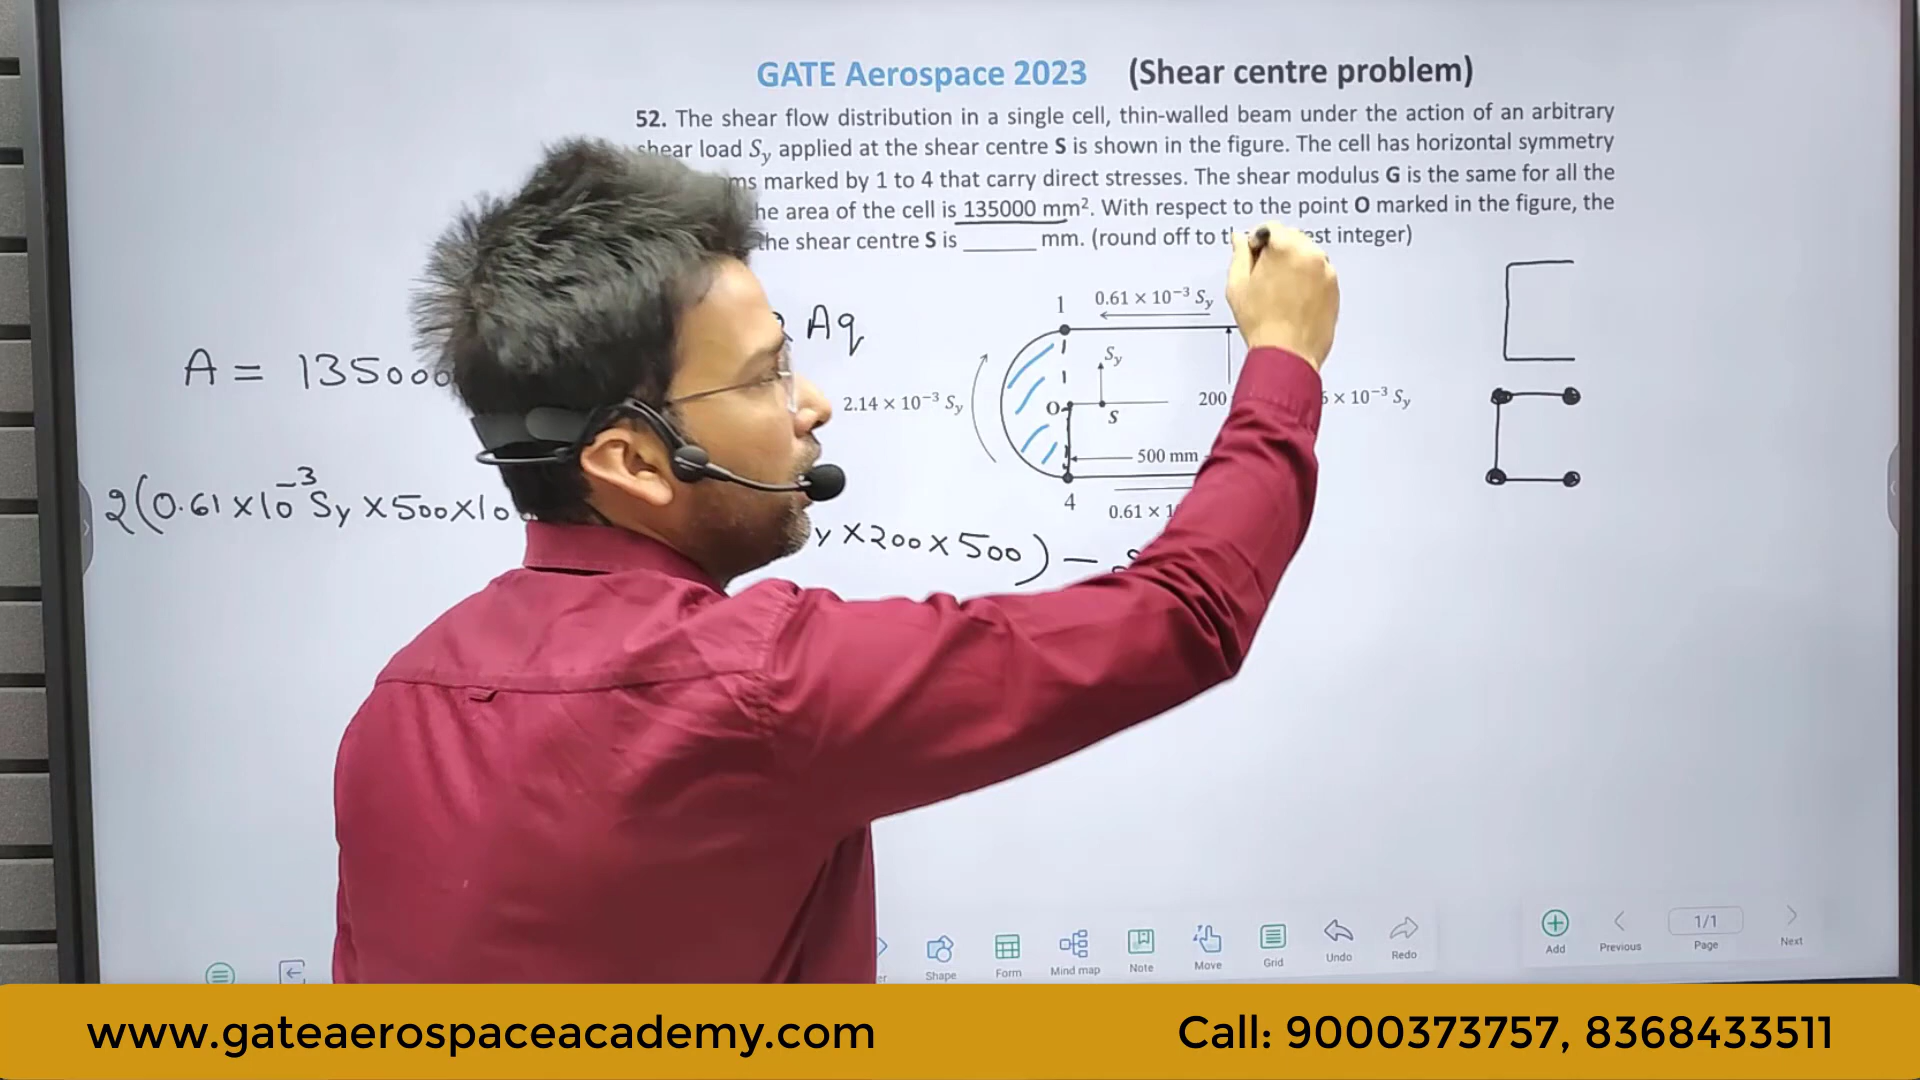 GATE Aerospace 2023 (Shear centre problem)
52. The shear flow distribution in a single cell, thin-walled beam under the action of an arbitrary
shear load Sy applied at the shear centre S is shown in the figure. The cell has horizontal symmetry
marked by 1 to 4 that carry direct stresses. The shear modulus G is the same for all the
the area of the cell is 135000 mm². With respect to the point O marked in the figure, the
the shear centre S is ______ mm. (round off to integer)
Aq
A = 135000
1
0.61 × 10⁻³ Sy
Sy
2.14 × 10⁻³ Sy
O
S
200
× 10⁻³ Sy
500 mm
4
0.61 × 1
2(0.61 x 10⁻³ Sy x 500 x 10
y x 200 x 500) -
er
Shape
Form
Mind map
Note
Move
Grid
Undo
Redo
Add
Previous
1/1
Page
Next
www.gateaerospaceacademy.com
Call: 9000373757, 8368433511